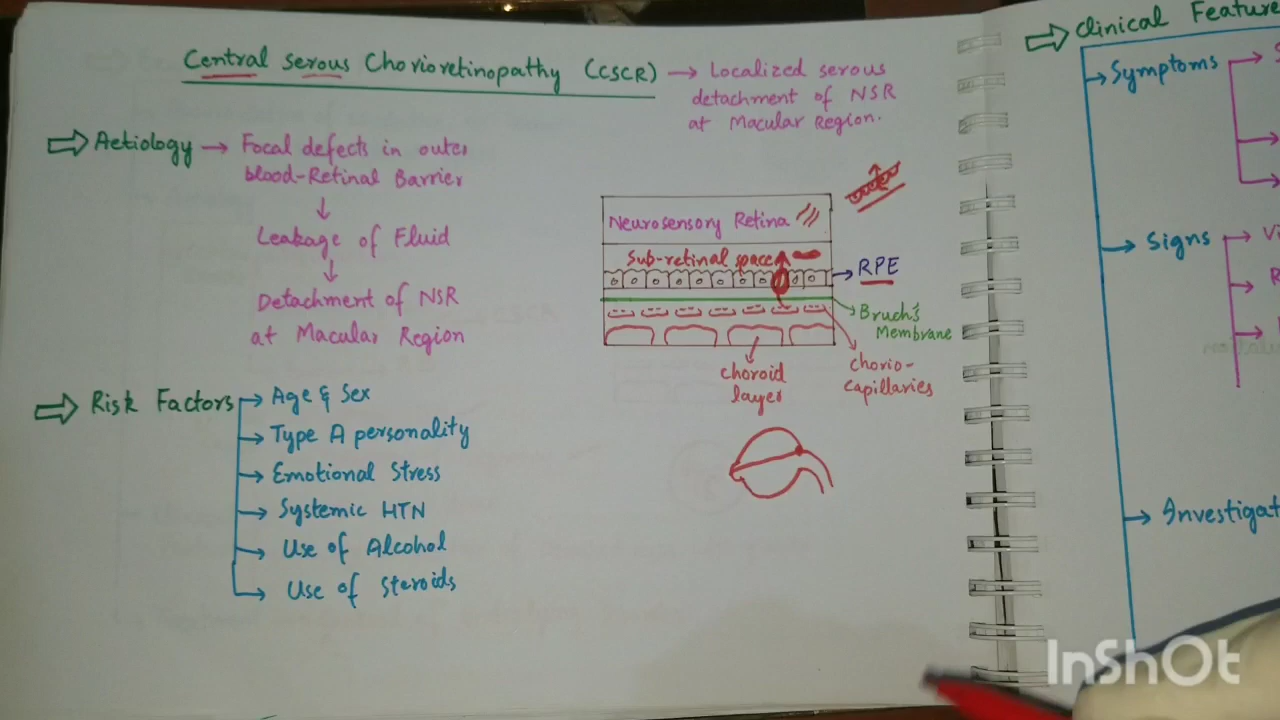 Central serous Chorioretinopathy (CSCR) → Localized serous
detachment of NSR
at Macular Region.
⇒ Aetiology → Focal defects in outer
blood-Retinal Barrier
↓
Leakage of Fluid
↓
Detachment of NSR
at Macular Region
Neurosensory Retina
Sub-retinal space
→ RPE
→ Bruch's
Membrane
choroid
layer
chorio-
capillaries
⇒ Risk Factors → Age & Sex
→ Type A personality
→ Emotional Stress
→ Systemic HTN
→ Use of Alcohol
→ Use of Steroids
⇒ Clinical Feature
→ Symptoms
→ Signs
→ Investigat
InShOt